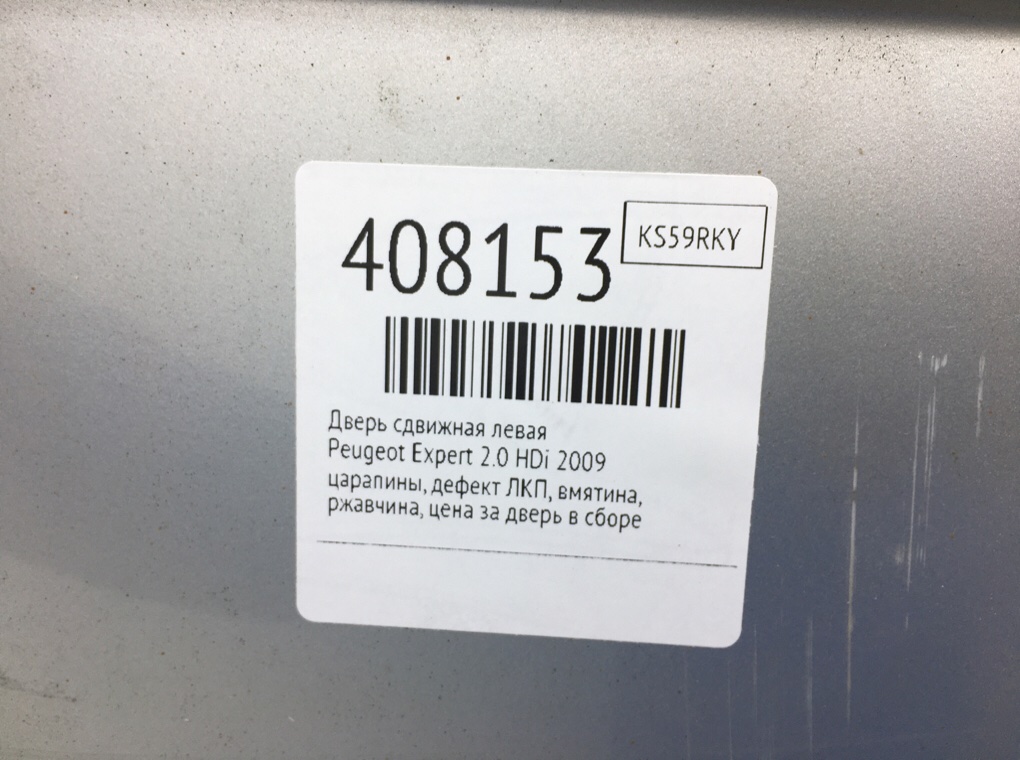 408153
KS59RKY
Дверь сдвижная левая
Peugeot Expert 2.0 HDi 2009
царапины, дефект ЛКП, вмятина,
ржавчина, цена за дверь в сборе